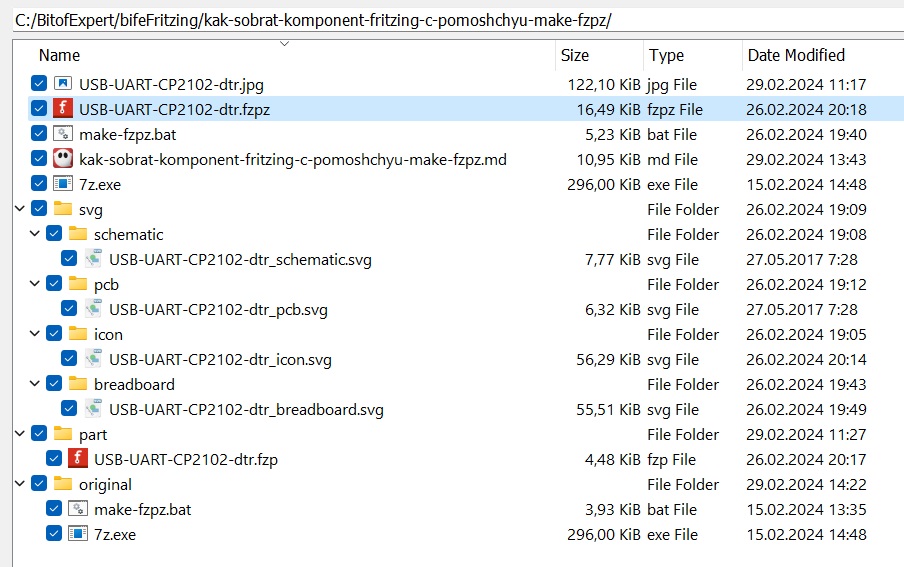 C:/BitofExpert/bifeFritzing/kak-sobrat-komponent-fritzing-c-pomoshchyu-make-fzpz/
Name Size Type Date Modified
USB-UART-CP2102-dtr.jpg 122,10 KiB jpg File 29.02.2024 11:17
USB-UART-CP2102-dtr.fzpz 16,49 KiB fzpz File 26.02.2024 20:18
make-fzpz.bat 5,23 KiB bat File 26.02.2024 19:40
kak-sobrat-komponent-fritzing-c-pomoshchyu-make-fzpz.md 10,95 KiB md File 29.02.2024 13:43
7z.exe 296,00 KiB exe File 15.02.2024 14:48
svg File Folder 26.02.2024 19:09
schematic File Folder 26.02.2024 19:08
USB-UART-CP2102-dtr_schematic.svg 7,77 KiB svg File 27.05.2017 7:28
pcb File Folder 26.02.2024 19:12
USB-UART-CP2102-dtr_pcb.svg 6,32 KiB svg File 27.05.2017 7:28
icon File Folder 26.02.2024 19:05
USB-UART-CP2102-dtr_icon.svg 56,29 KiB svg File 26.02.2024 20:14
breadboard File Folder 26.02.2024 19:43
USB-UART-CP2102-dtr_breadboard.svg 55,51 KiB svg File 26.02.2024 19:49
part File Folder 29.02.2024 11:27
USB-UART-CP2102-dtr.fzp 4,48 KiB fzp File 26.02.2024 20:17
original File Folder 29.02.2024 14:22
make-fzpz.bat 3,93 KiB bat File 15.02.2024 13:35
7z.exe 296,00 KiB exe File 15.02.2024 14:48